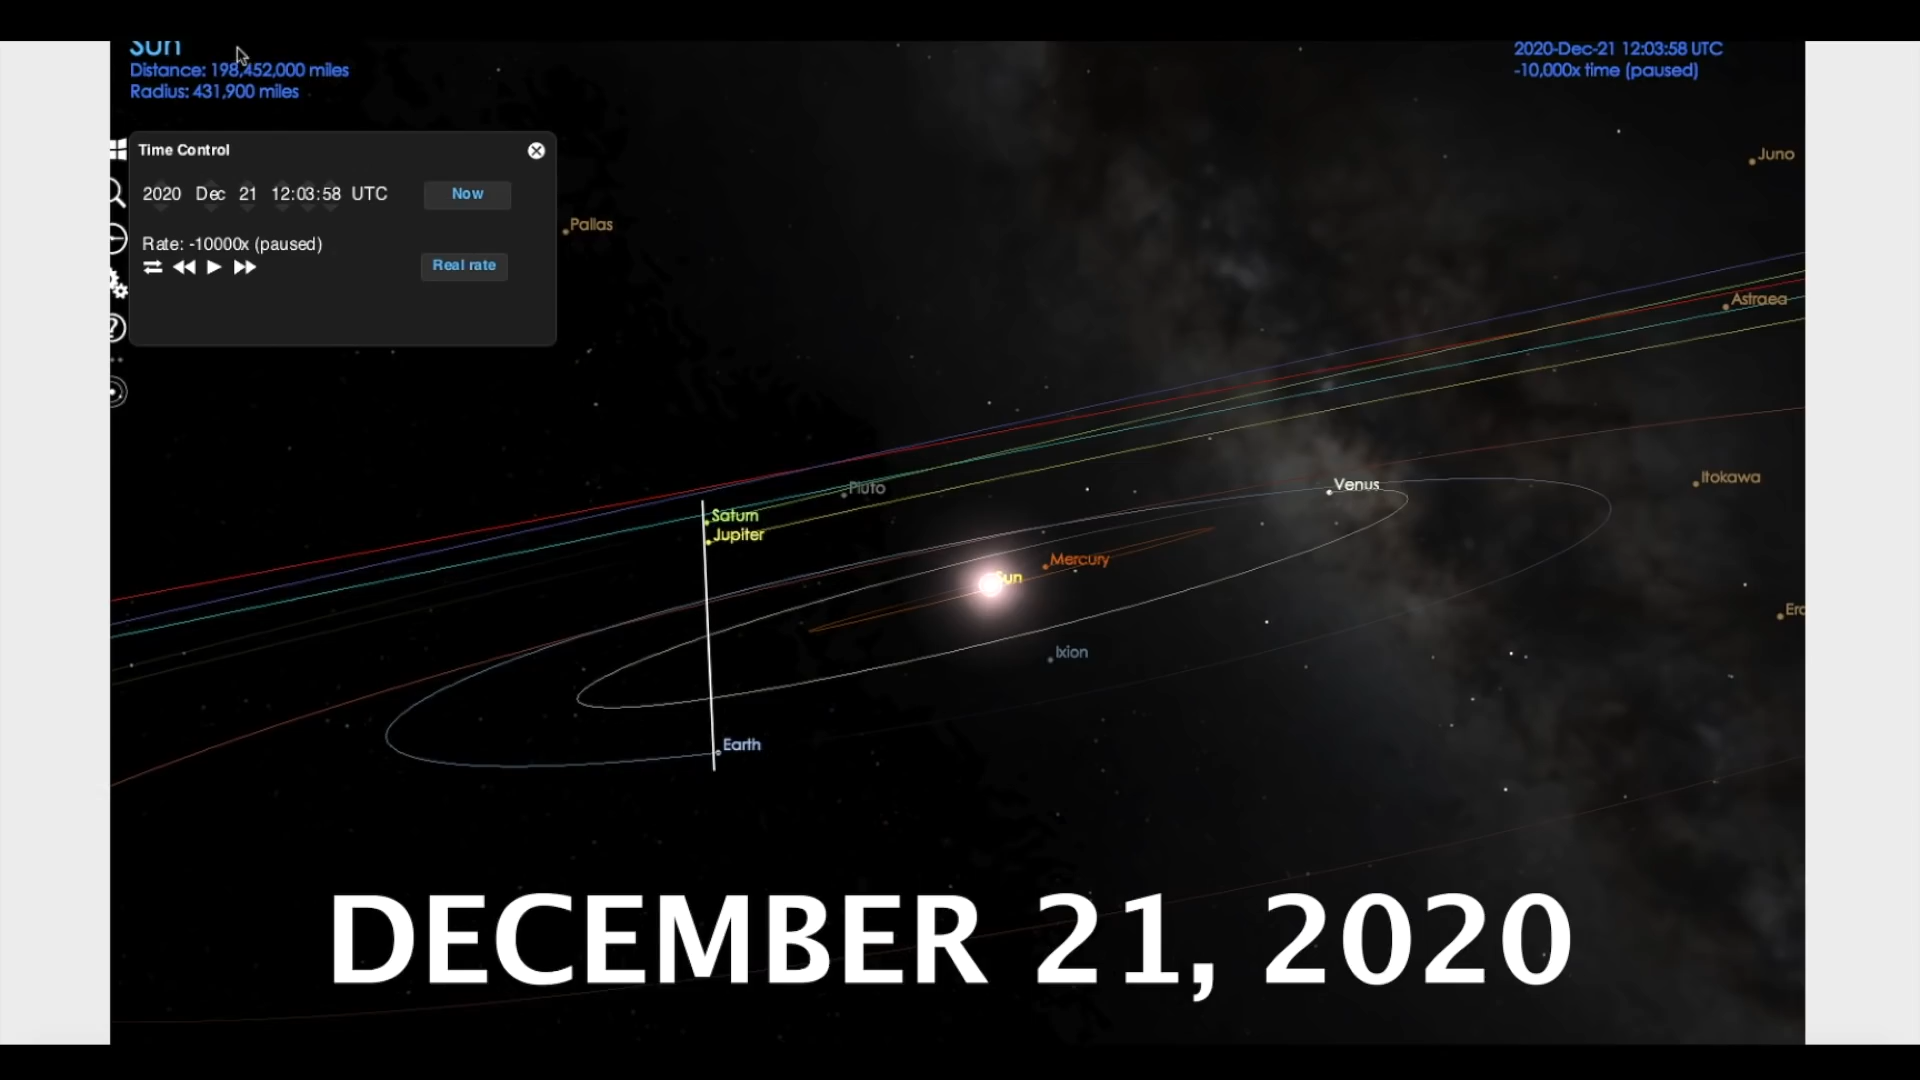 Sun
Distance: 198,452,000 miles
Radius: 431,900 miles
2020-Dec-21 12:03:58 UTC
-10,000x time (paused)
Time Control
2020 Dec 21 12:03:58 UTC
Now
Rate: -10000x (paused)
Real rate
Juno
Pallas
Astraea
Itokawa
Venus
Pluto
Saturn
Jupiter
Mercury
Sun
Ixion
Earth
DECEMBER 21, 2020